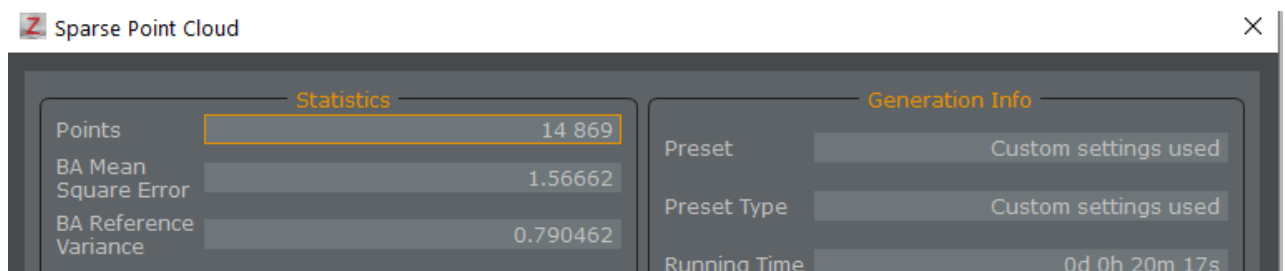 Z Sparse Point Cloud
Statistics
Points 14 869
BA Mean
Square Error 1.56662
BA Reference
Variance 0.790462
Generation Info
Preset Custom settings used
Preset Type Custom settings used
Running Time 0d 0h 20m 17s